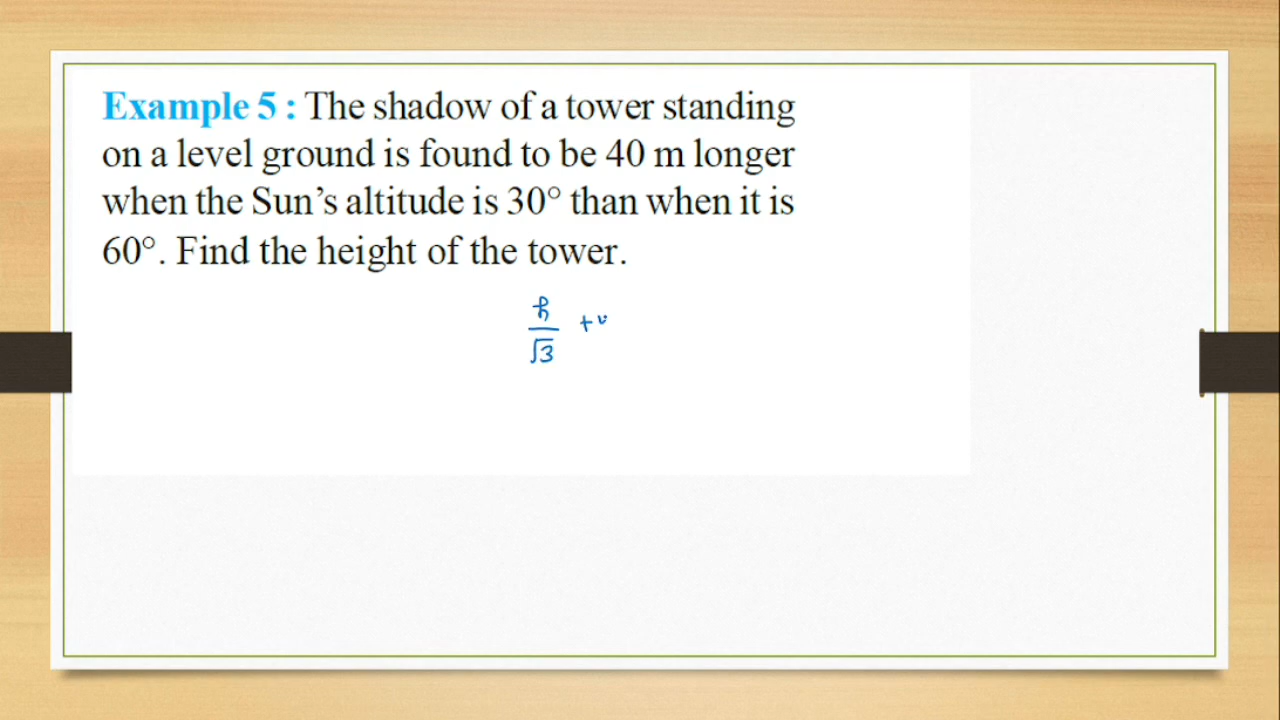 Example 5 : The shadow of a tower standing
on a level ground is found to be 40 m longer
when the Sun's altitude is 30° than when it is
60°. Find the height of the tower.
h
+
√3